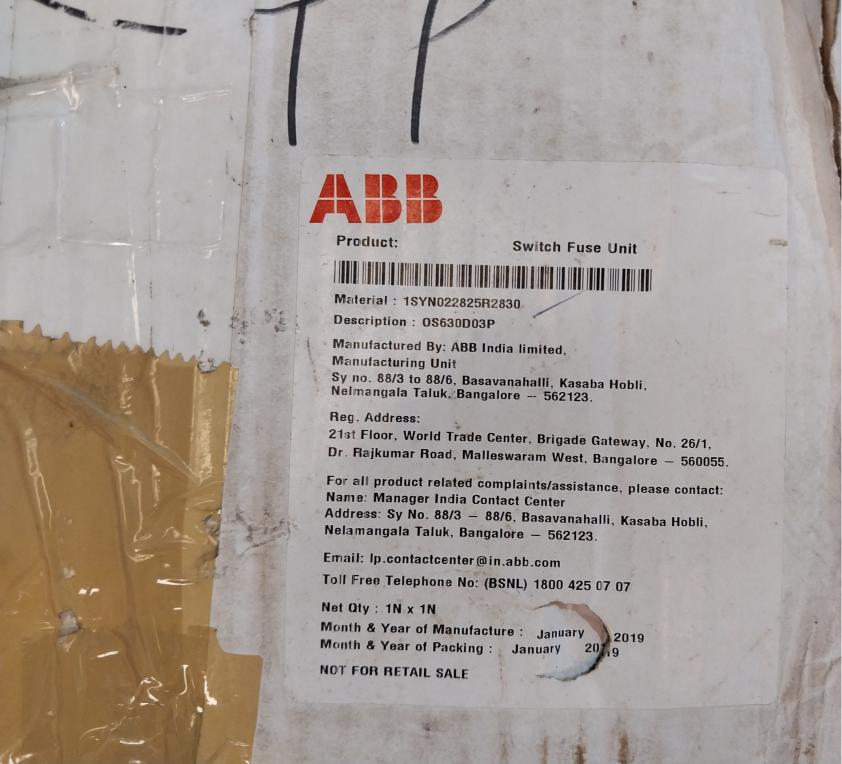 TP
ABB
Product: Switch Fuse Unit
Material : 1SYN022825R2830
Description : OS630D03P
Manufactured By: ABB India limited,
Manufacturing Unit
Sy no. 88/3 to 88/6, Basavanahalli, Kasaba Hobli,
Nelmangala Taluk, Bangalore – 562123.
Reg. Address:
21st Floor, World Trade Center, Brigade Gateway, No. 26/1,
Dr. Rajkumar Road, Malleswaram West, Bangalore – 560055.
For all product related complaints/assistance, please contact:
Name: Manager India Contact Center
Address: Sy No. 88/3 – 88/6, Basavanahalli, Kasaba Hobli,
Nelamangala Taluk, Bangalore – 562123.
Email: lp.contactcenter@in.abb.com
Toll Free Telephone No: (BSNL) 1800 425 07 07
Net Qty : 1N x 1N
Month & Year of Manufacture : January 2019
Month & Year of Packing : January 2019
NOT FOR RETAIL SALE